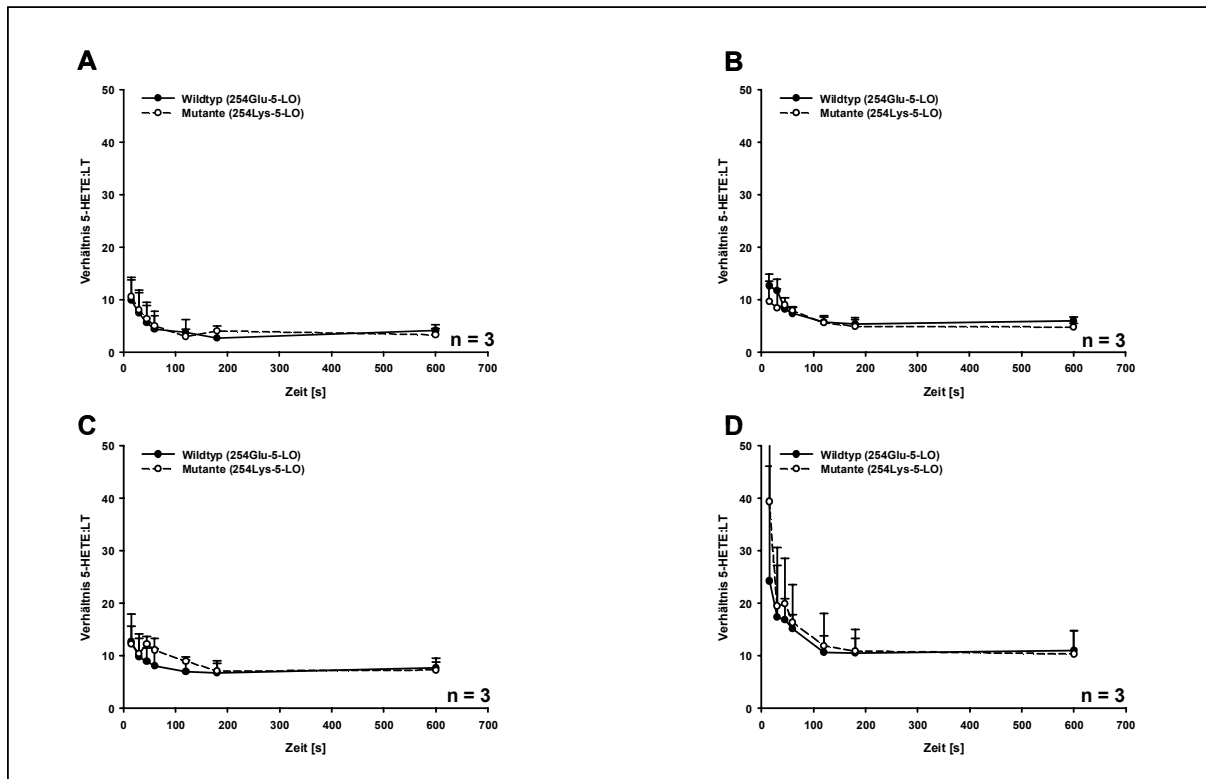 A
Wildtyp (254Glu-5-LO)
Mutante (254Lys-5-LO)
Verhältnis 5-HETE:LT
50
40
30
20
10
0
0 100 200 300 400 500 600 700
Zeit [s]
n = 3
B
Wildtyp (254Glu-5-LO)
Mutante (254Lys-5-LO)
Verhältnis 5-HETE:LT
50
40
30
20
10
0
0 100 200 300 400 500 600 700
Zeit [s]
n = 3
C
Wildtyp (254Glu-5-LO)
Mutante (254Lys-5-LO)
Verhältnis 5-HETE:LT
50
40
30
20
10
0
0 100 200 300 400 500 600 700
Zeit [s]
n = 3
D
Wildtyp (254Glu-5-LO)
Mutante (254Lys-5-LO)
Verhältnis 5-HETE:LT
50
40
30
20
10
0
0 100 200 300 400 500 600 700
Zeit [s]
n = 3